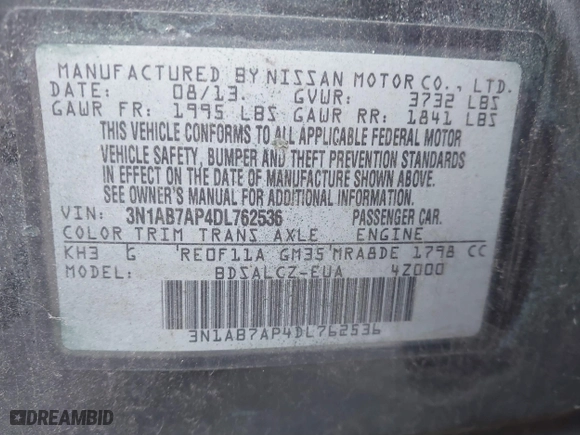 MANUFACTURED BY NISSAN MOTOR CO., LTD.
DATE: 08/13. GVWR: 3732 LBS
GAWR FR: 1995 LBS GAWR RR: 1841 LBS
THIS VEHICLE CONFORMS TO ALL APPLICABLE FEDERAL MOTOR
VEHICLE SAFETY, BUMPER AND THEFT PREVENTION STANDARDS
IN EFFECT ON THE DATE OF MANUFACTURE SHOWN ABOVE.
SEE OWNER'S MANUAL FOR ADDITIONAL INFORMATION.
VIN: 3N1AB7AP4DL762536 PASSENGER CAR.
COLOR TRIM TRANS AXLE ENGINE
KH3 G RE0F11A GM35 MRA8DE 1798 CC
MODEL: BDSALCZ-EUA 4Z000
3N1AB7AP4DL762536
DREAMBID